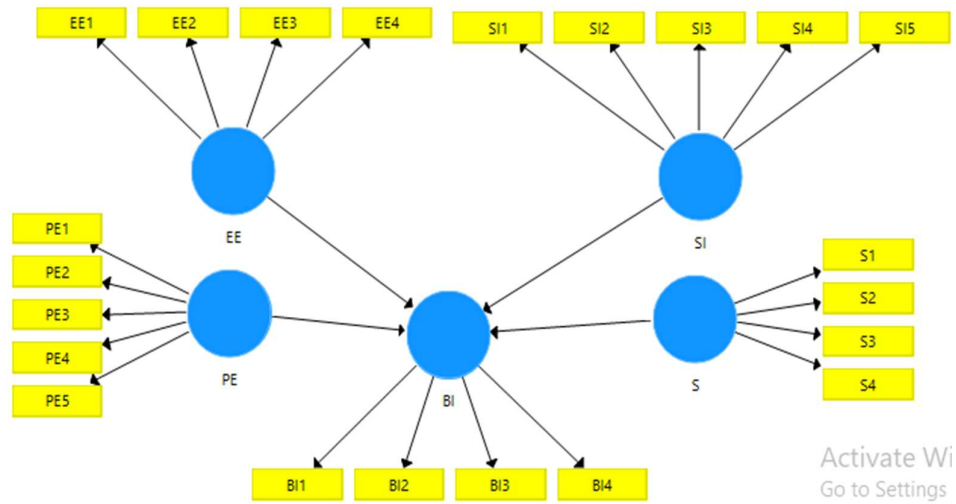 EE1 EE2 EE3 EE4
SI1 SI2 SI3 SI4 SI5
EE
SI
PE1
PE2
PE3
PE4
PE5
PE
S1
S2
S3
S4
S
BI
BI1 BI2 BI3 BI4
Activate Wi
Go to Settings